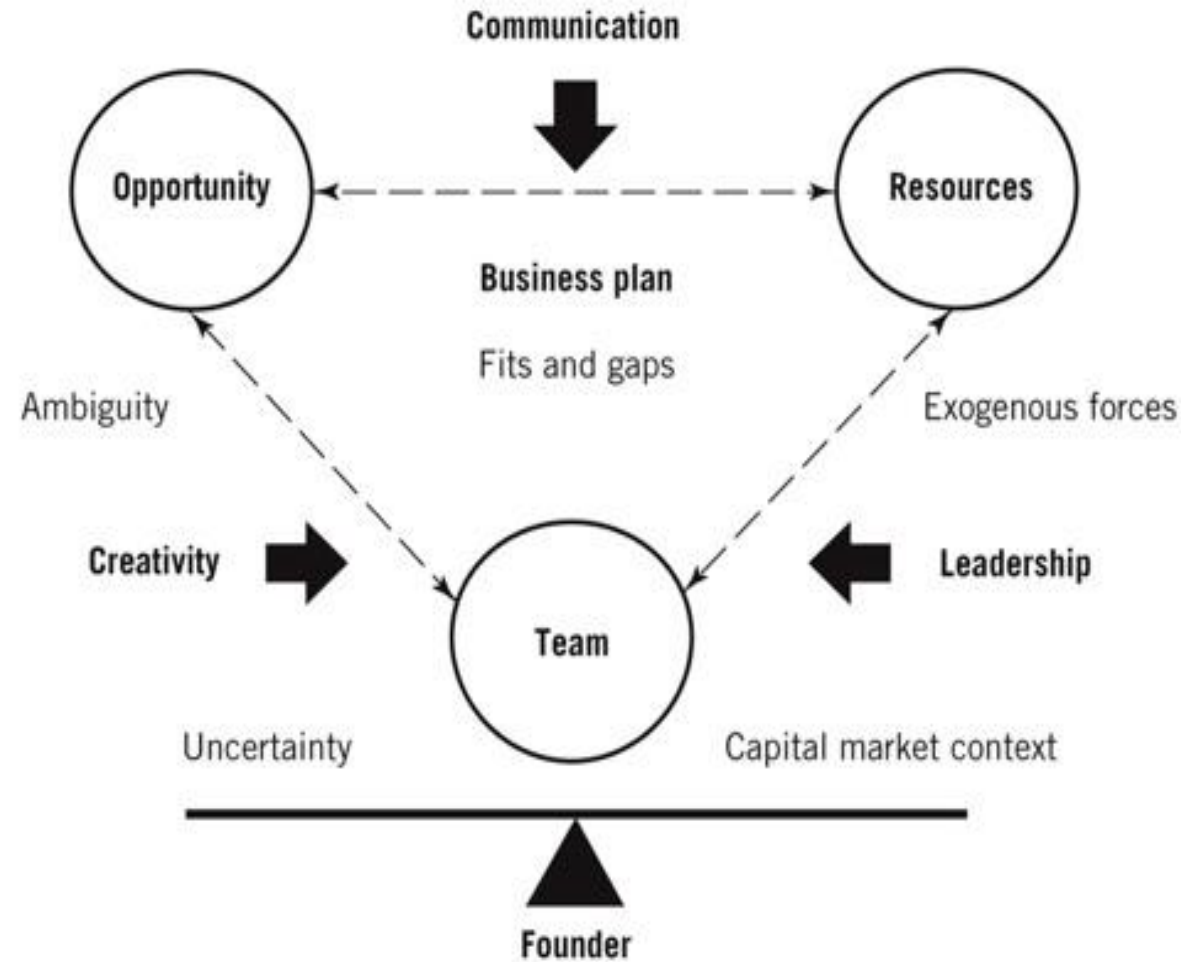 Communication
Opportunity
Resources
Business plan
Fits and gaps
Ambiguity
Exogenous forces
Creativity
Leadership
Team
Uncertainty
Capital market context
Founder